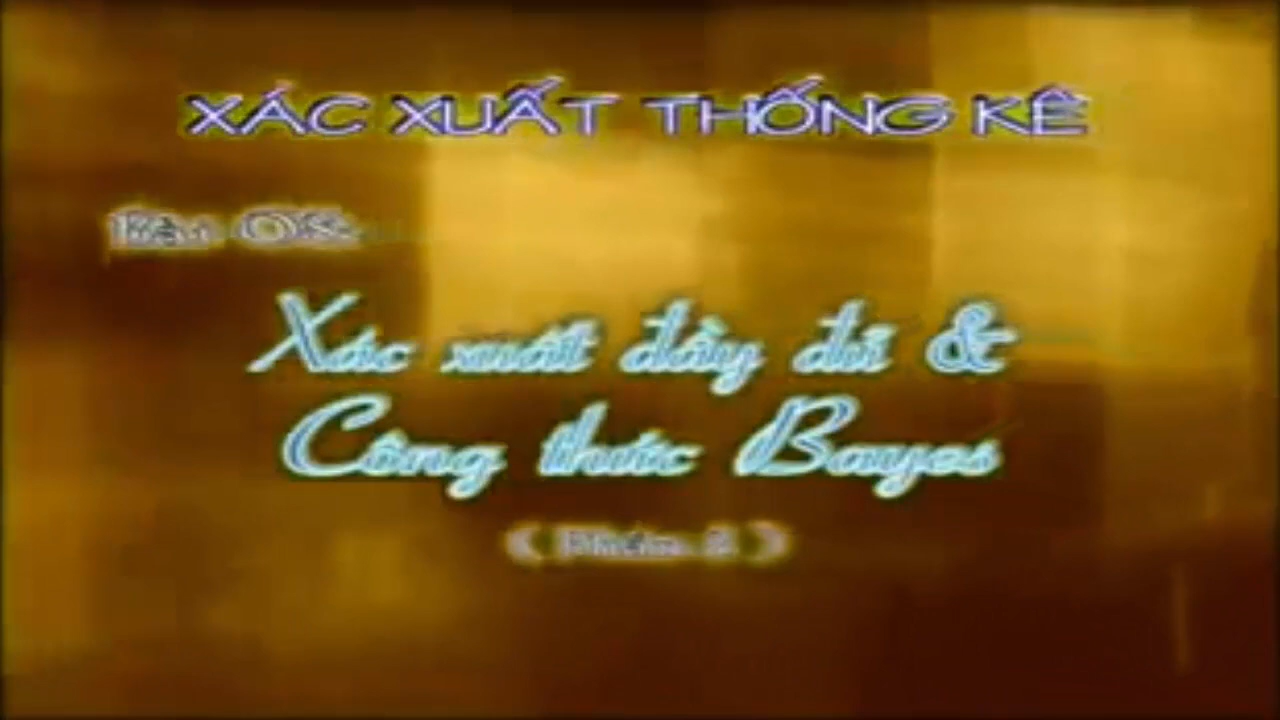 XÁC XUẤT THỐNG KÊ
Xác xuất đầy đủ &
Công thức Bayes